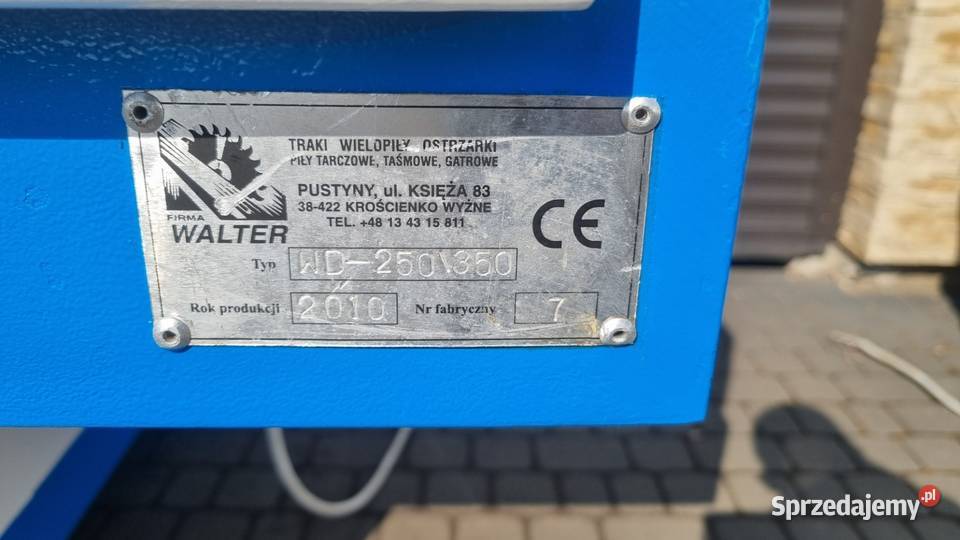 TRAKI WIELOPIŁY OSTRZARKI
PIŁY TARCZOWE, TAŚMOWE, GATROWE
PUSTYNY, ul. KSIĘŻA 83
38-422 KROŚCIENKO WYŻNE
TEL. +48 13 43 15 811
FIRMA
WALTER
CE
Typ WD-250\350
Rok produkcji 2010 Nr fabryczny 7
Sprzedajemy.pl